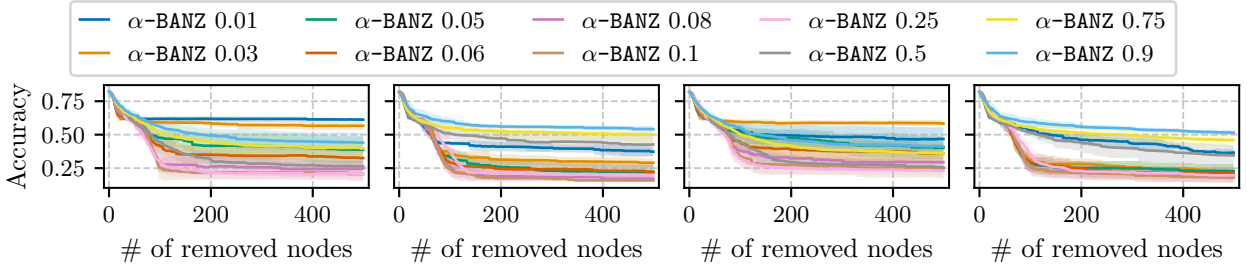 α-BANZ 0.01 α-BANZ 0.05 α-BANZ 0.08 α-BANZ 0.25 α-BANZ 0.75
α-BANZ 0.03 α-BANZ 0.06 α-BANZ 0.1 α-BANZ 0.5 α-BANZ 0.9
Accuracy
0.75
0.50
0.25
0 200 400 0 200 400 0 200 400 0 200 400
# of removed nodes # of removed nodes # of removed nodes # of removed nodes